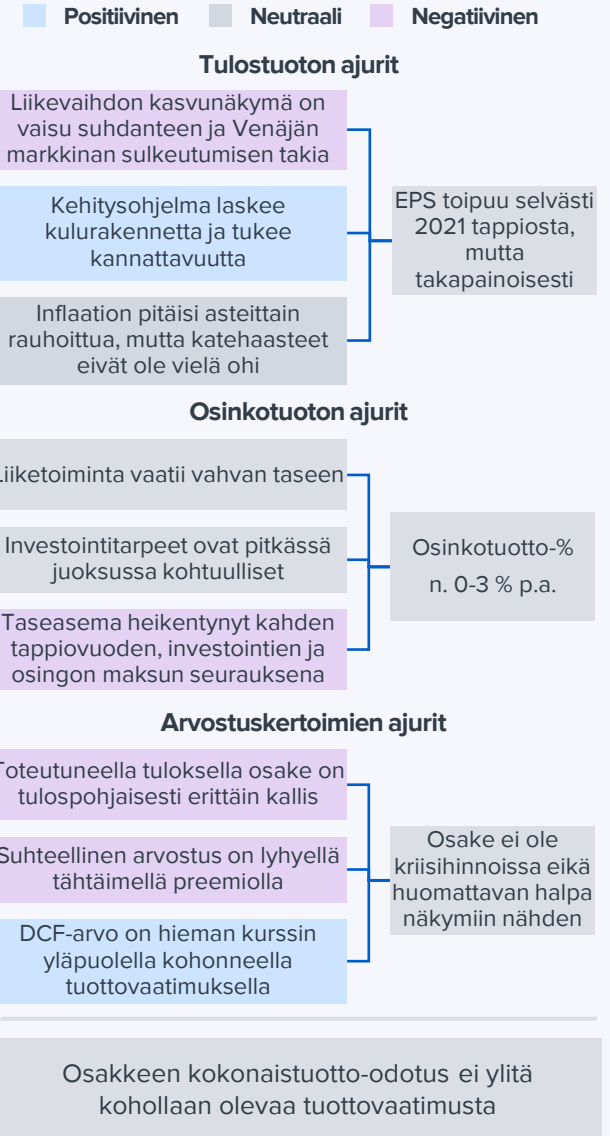 Positiivinen Neutraali Negatiivinen
Tulostuoton ajurit
Liikevaihdon kasvunäkymä on
vaisu suhdanteen ja Venäjän
markkinan sulkeutumisen takia
Kehitysohjelma laskee
kulurakennetta ja tukee
kannattavuutta
Inflaation pitäisi asteittain
rauhoittua, mutta katehaasteet
eivät ole vielä ohi
EPS toipuu selvästi
2021 tappiosta,
mutta
takapainoisesti
Osinkotuoton ajurit
Liiketoiminta vaatii vahvan taseen
Investointitarpeet ovat pitkässä
juoksussa kohtuulliset
Taseasema heikentynyt kahden
tappiovuoden, investointien ja
osingon maksun seurauksena
Osinkotuotto-%
n. 0-3 % p.a.
Arvostuskertoimien ajurit
Toteutuneella tuloksella osake on
tulospohjaisesti erittäin kallis
Suhteellinen arvostus on lyhyellä
tähtäimellä preemiolla
DCF-arvo on hieman kurssin
yläpuolella kohonneella
tuottovaatimuksella
Osake ei ole
kriisihinnoissa eikä
huomattavan halpa
näkymiin nähden
Osakkeen kokonaistuotto-odotus ei ylitä
kohollaan olevaa tuottovaatimusta